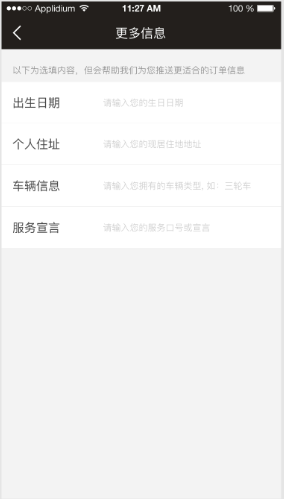 Applidium 11:27 AM 100 %
更多信息
以下为选填内容，但会帮助我们为您推送更适合的订单信息
出生日期 请输入您的生日日期
个人住址 请输入您的现居住地地址
车辆信息 请输入您拥有的车辆类型, 如：三轮车
服务宣言 请输入您的服务口号或宣言